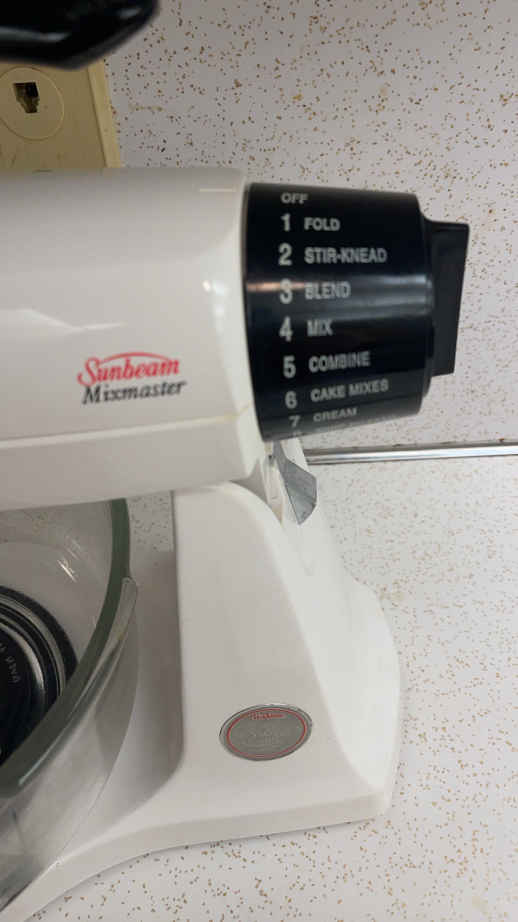 OFF
1 FOLD
2 STIR-KNEAD
3 BLEND
4 MIX
5 COMBINE
6 CAKE MIXES
7 CREAM
Sunbeam
Mixmaster
Sunbeam